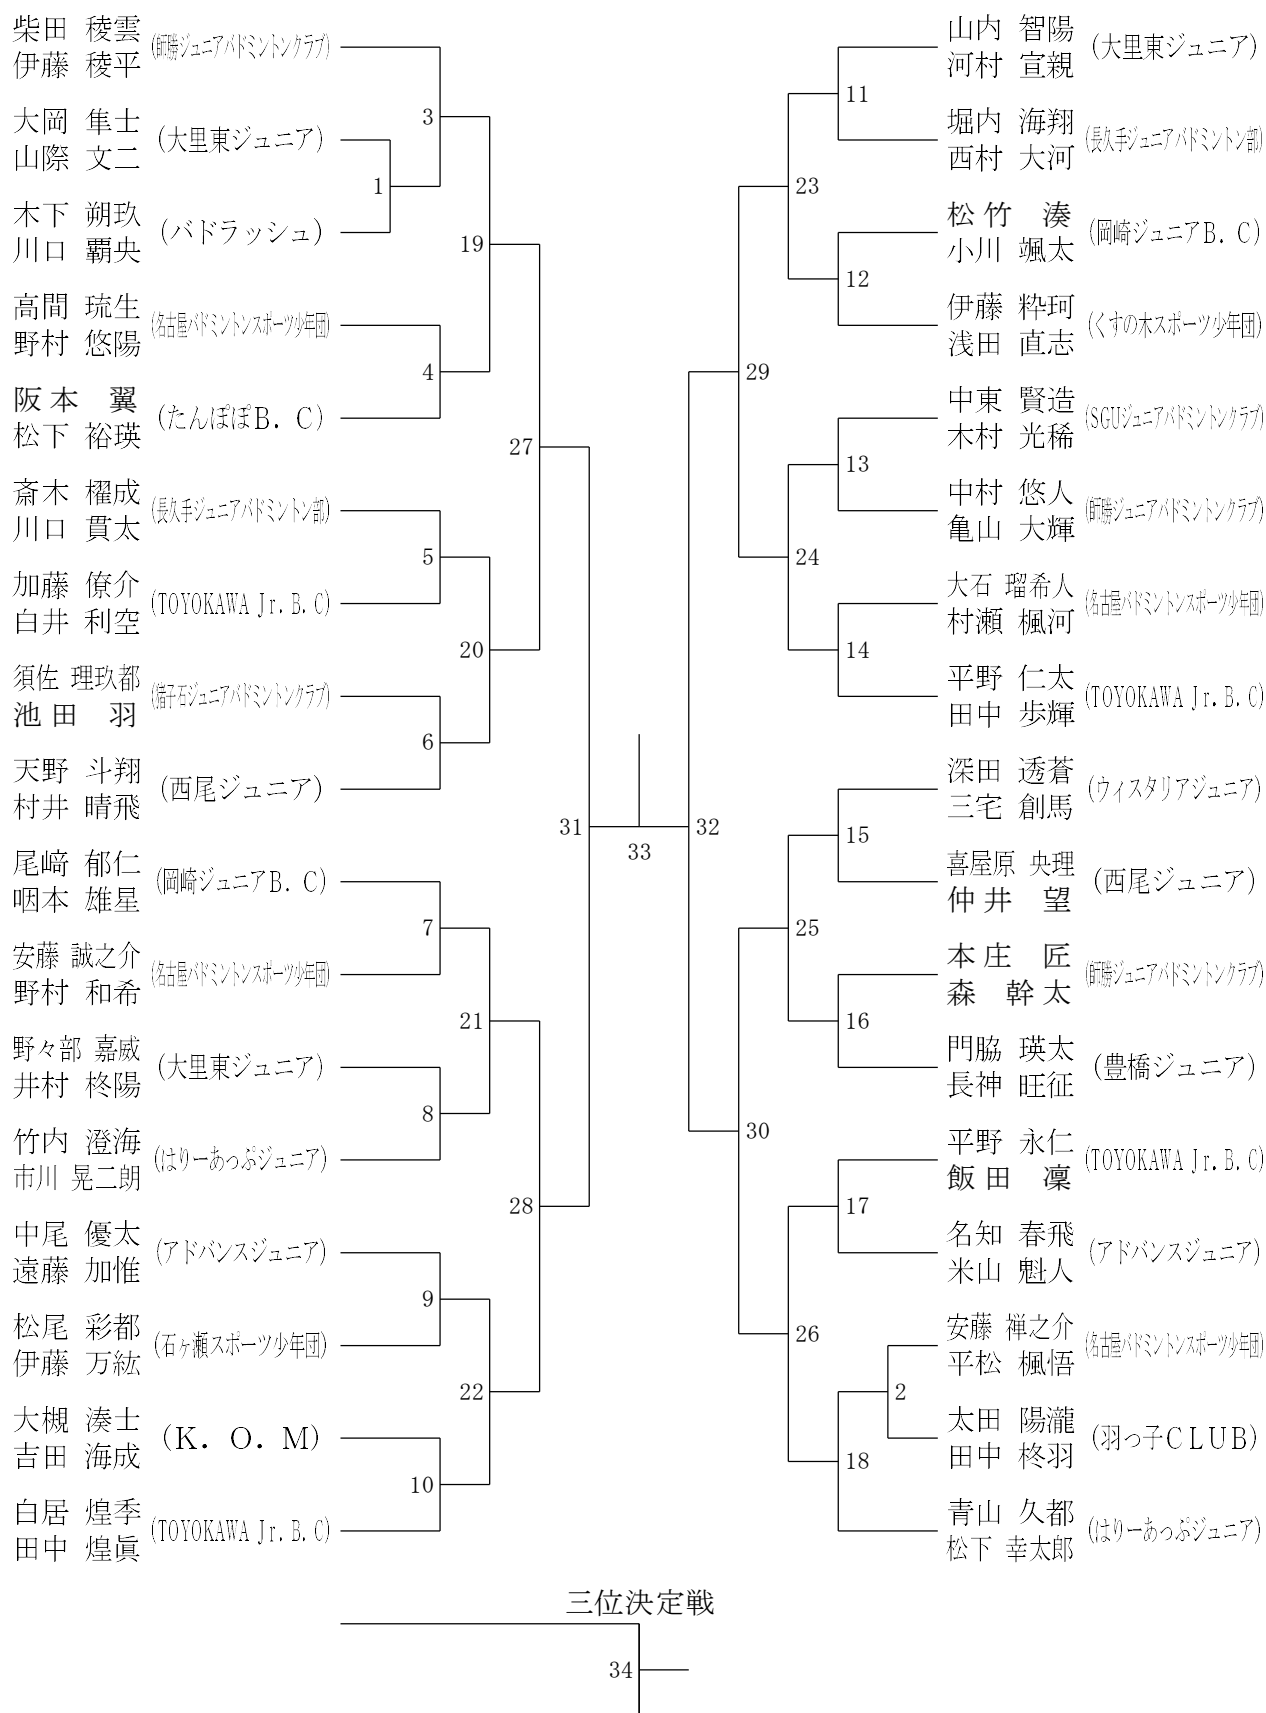 柴田 稜雲
伊藤 稜平
(師勝ジュニアバドミントンクラブ)
大岡 隼士
山際 文二
(大里東ジュニア)
木下 朔玖
川口 覇央
(バドラッシュ)
高間 琉生
野村 悠陽
(名古屋バドミントンスポーツ少年団)
阪本 翼
松下 裕瑛
(たんぽぽB.C)
斎木 櫂成
川口 貫太
(長久手ジュニアバドミントン部)
加藤 僚介
白井 利空
(TOYOKAWA Jr.B.C)
須佐 理玖都
池田 羽
(猪子石ジュニアバドミントンクラブ)
天野 斗翔
村井 晴飛
(西尾ジュニア)
尾﨑 郁仁
咽本 雄星
(岡崎ジュニアB.C)
安藤 誠之介
野村 和希
(名古屋バドミントンスポーツ少年団)
野々部 嘉威
井村 柊陽
(大里東ジュニア)
竹内 澄海
市川 晃二朗
(はりーあっぷジュニア)
中尾 優太
遠藤 加惟
(アドバンスジュニア)
松尾 彩都
伊藤 万紘
(石ヶ瀬スポーツ少年団)
大槻 湊士
吉田 海成
(K.O.M)
白居 煌季
田中 煌眞
(TOYOKAWA Jr.B.C)
3
1
19
4
27
5
20
6
31
7
21
8
28
9
22
10
33
山内 智陽
河村 宣親
(大里東ジュニア)
堀内 海翔
西村 大河
(長久手ジュニアバドミントン部)
松竹 湊
小川 颯太
(岡崎ジュニアB.C)
伊藤 粋珂
浅田 直志
(くすの木スポーツ少年団)
中東 賢造
木村 光稀
(SGUジュニアバドミントンクラブ)
中村 悠人
亀山 大輝
(師勝ジュニアバドミントンクラブ)
大石 瑠希人
村瀬 楓河
(名古屋バドミントンスポーツ少年団)
平野 仁太
田中 歩輝
(TOYOKAWA Jr.B.C)
深田 透蒼
三宅 創馬
(ウィスタリアジュニア)
喜屋原 央理
仲井 望
(西尾ジュニア)
本庄 匠
森 幹太
(師勝ジュニアバドミントンクラブ)
門脇 瑛太
長神 旺征
(豊橋ジュニア)
平野 永仁
飯田 凜
(TOYOKAWA Jr.B.C)
名知 春飛
米山 魁人
(アドバンスジュニア)
安藤 禅之介
平松 楓悟
(名古屋バドミントンスポーツ少年団)
太田 陽瀧
田中 柊羽
(羽っ子CLUB)
青山 久都
松下 幸太郎
(はりーあっぷジュニア)
11
23
12
29
13
24
14
32
15
25
16
30
17
26
2
18
三位決定戦
34